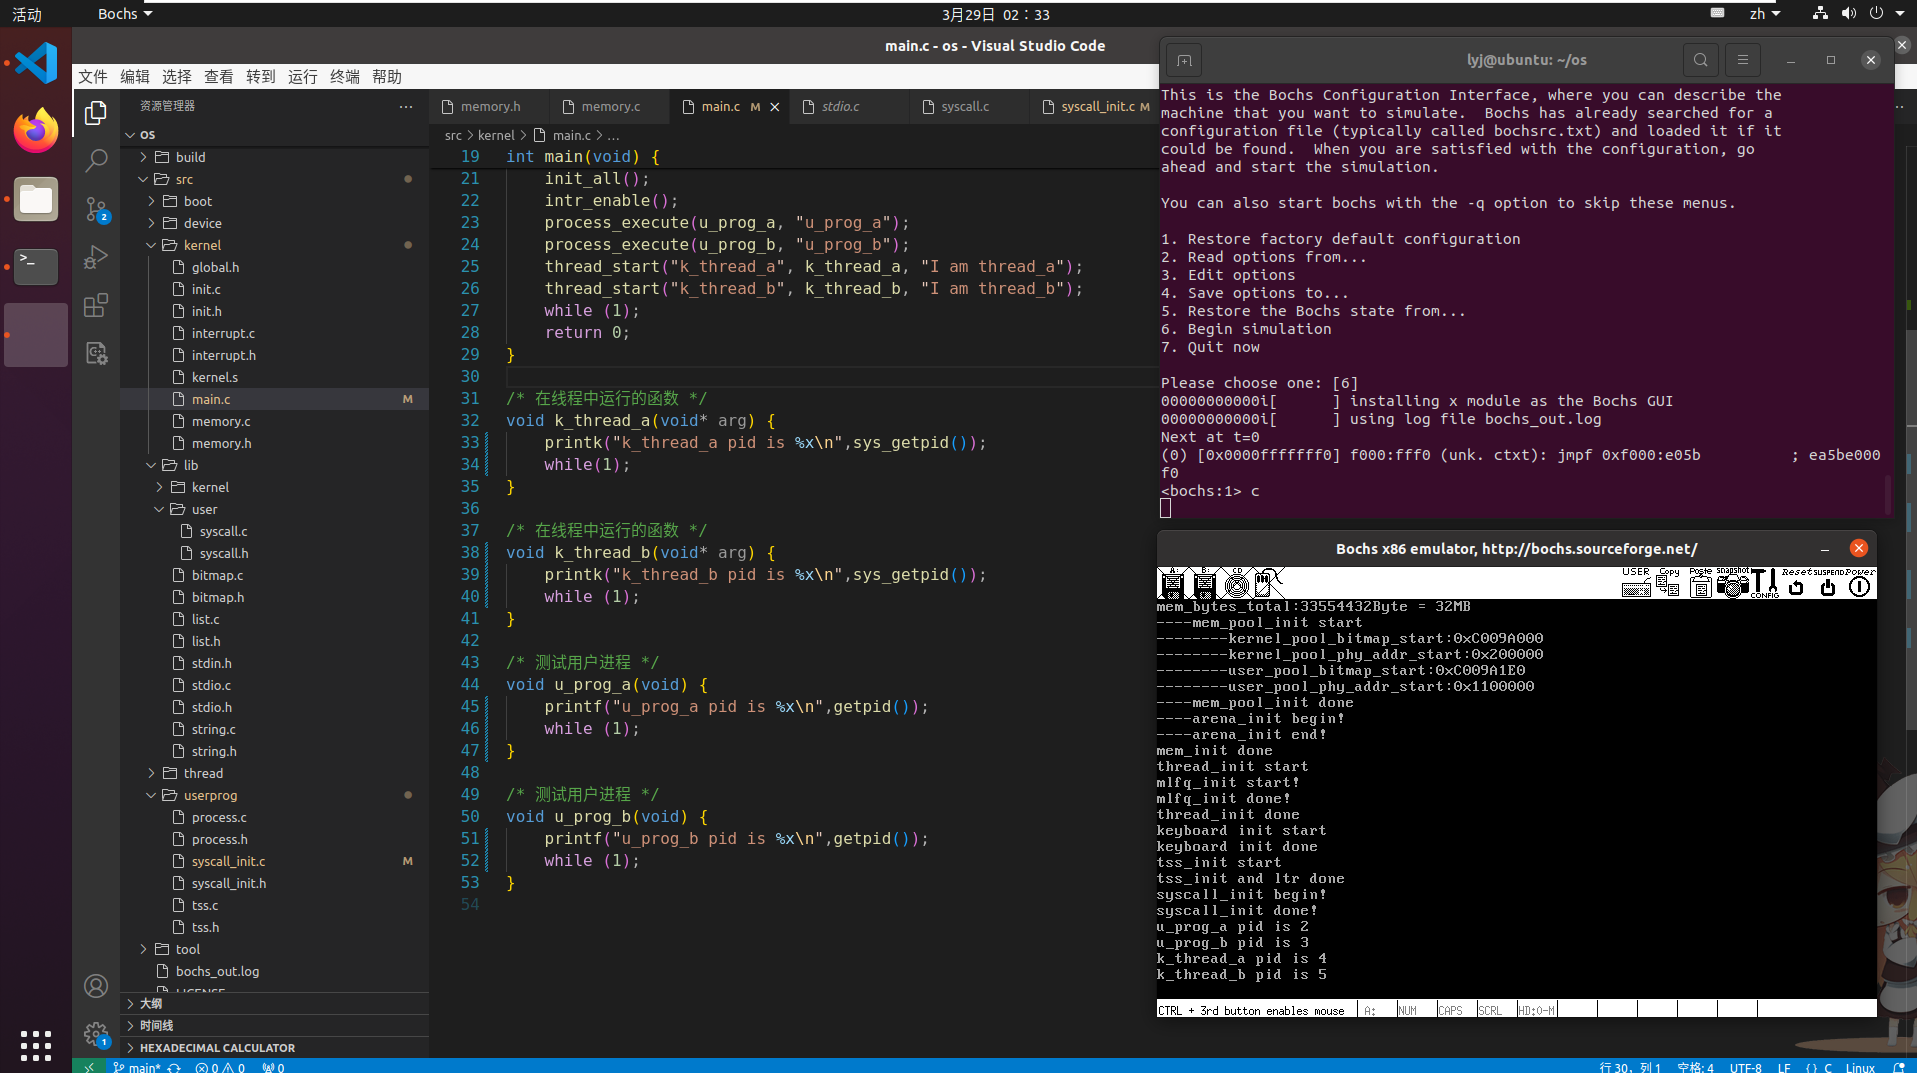 活动
Bochs
3月29日 02：33
zh
main.c - os - Visual Studio Code
文件 编辑 选择 查看 转到 运行 终端 帮助
资源管理器
OS
build
src
boot
device
kernel
global.h
init.c
init.h
interrupt.c
interrupt.h
kernel.s
main.c M
memory.c
memory.h
lib
kernel
user
syscall.c
syscall.h
bitmap.c
bitmap.h
list.c
list.h
stdin.h
stdio.c
stdio.h
string.c
string.h
thread
userprog
process.c
process.h
syscall_init.c M
syscall_init.h
tss.c
tss.h
tool
bochs_out.log
LICENSE
大纲
时间线
HEXADECIMAL CALCULATOR
2
1
memory.h memory.c main.c M stdio.c syscall.c syscall_init.c M
src > kernel > main.c > ...
19 int main(void) {
21 init_all();
22 intr_enable();
23 process_execute(u_prog_a, "u_prog_a");
24 process_execute(u_prog_b, "u_prog_b");
25 thread_start("k_thread_a", k_thread_a, "I am thread_a");
26 thread_start("k_thread_b", k_thread_b, "I am thread_b");
27 while (1);
28 return 0;
29 }
30
31 /* 在线程中运行的函数 */
32 void k_thread_a(void* arg) {
33 printk("k_thread_a pid is %x\n",sys_getpid());
34 while(1);
35 }
36
37 /* 在线程中运行的函数 */
38 void k_thread_b(void* arg) {
39 printk("k_thread_b pid is %x\n",sys_getpid());
40 while (1);
41 }
42
43 /* 测试用户进程 */
44 void u_prog_a(void) {
45 printf("u_prog_a pid is %x\n",getpid());
46 while (1);
47 }
48
49 /* 测试用户进程 */
50 void u_prog_b(void) {
51 printf("u_prog_b pid is %x\n",getpid());
52 while (1);
53 }
54
lyj@ubuntu: ~/os
This is the Bochs Configuration Interface, where you can describe the
machine that you want to simulate.  Bochs has already searched for a
configuration file (typically called bochsrc.txt) and loaded it if it
could be found.  When you are satisfied with the configuration, go
ahead and start the simulation.
You can also start bochs with the -q option to skip these menus.
1. Restore factory default configuration
2. Read options from...
3. Edit options
4. Save options to...
5. Restore the Bochs state from...
6. Begin simulation
7. Quit now
Please choose one: [6]
00000000000i[      ] installing x module as the Bochs GUI
00000000000i[      ] using log file bochs_out.log
Next at t=0
(0) [0x0000fffffff0] f000:fff0 (unk. ctxt): jmpf 0xf000:e05b          ; ea5be000
f0
<bochs:1> c
Bochs x86 emulator, http://bochs.sourceforge.net/
A: B: CD USER Copy Paste snapshot CONFIG Reset SUSPEND Power
mem_bytes_total:33554432Byte = 32MB
----mem_pool_init start
--------kernel_pool_bitmap_start:0xC009A000
--------kernel_pool_phy_addr_start:0x200000
--------user_pool_bitmap_start:0xC009A1E0
--------user_pool_phy_addr_start:0x1100000
----mem_pool_init done
----arena_init begin!
----arena_init end!
mem_init done
thread_init start
mlfq_init start!
mlfq_init done!
thread_init done
keyboard init start
keyboard init done
tss_init start
tss_init and ltr done
syscall_init begin!
syscall_init done!
u_prog_a pid is 2
u_prog_b pid is 3
k_thread_a pid is 4
k_thread_b pid is 5
CTRL + 3rd button enables mouse A: NUM CAPS SCRL HD:0-M
main* 0 0 0
行 30，列 1 空格: 4 UTF-8 LF {} C Linux